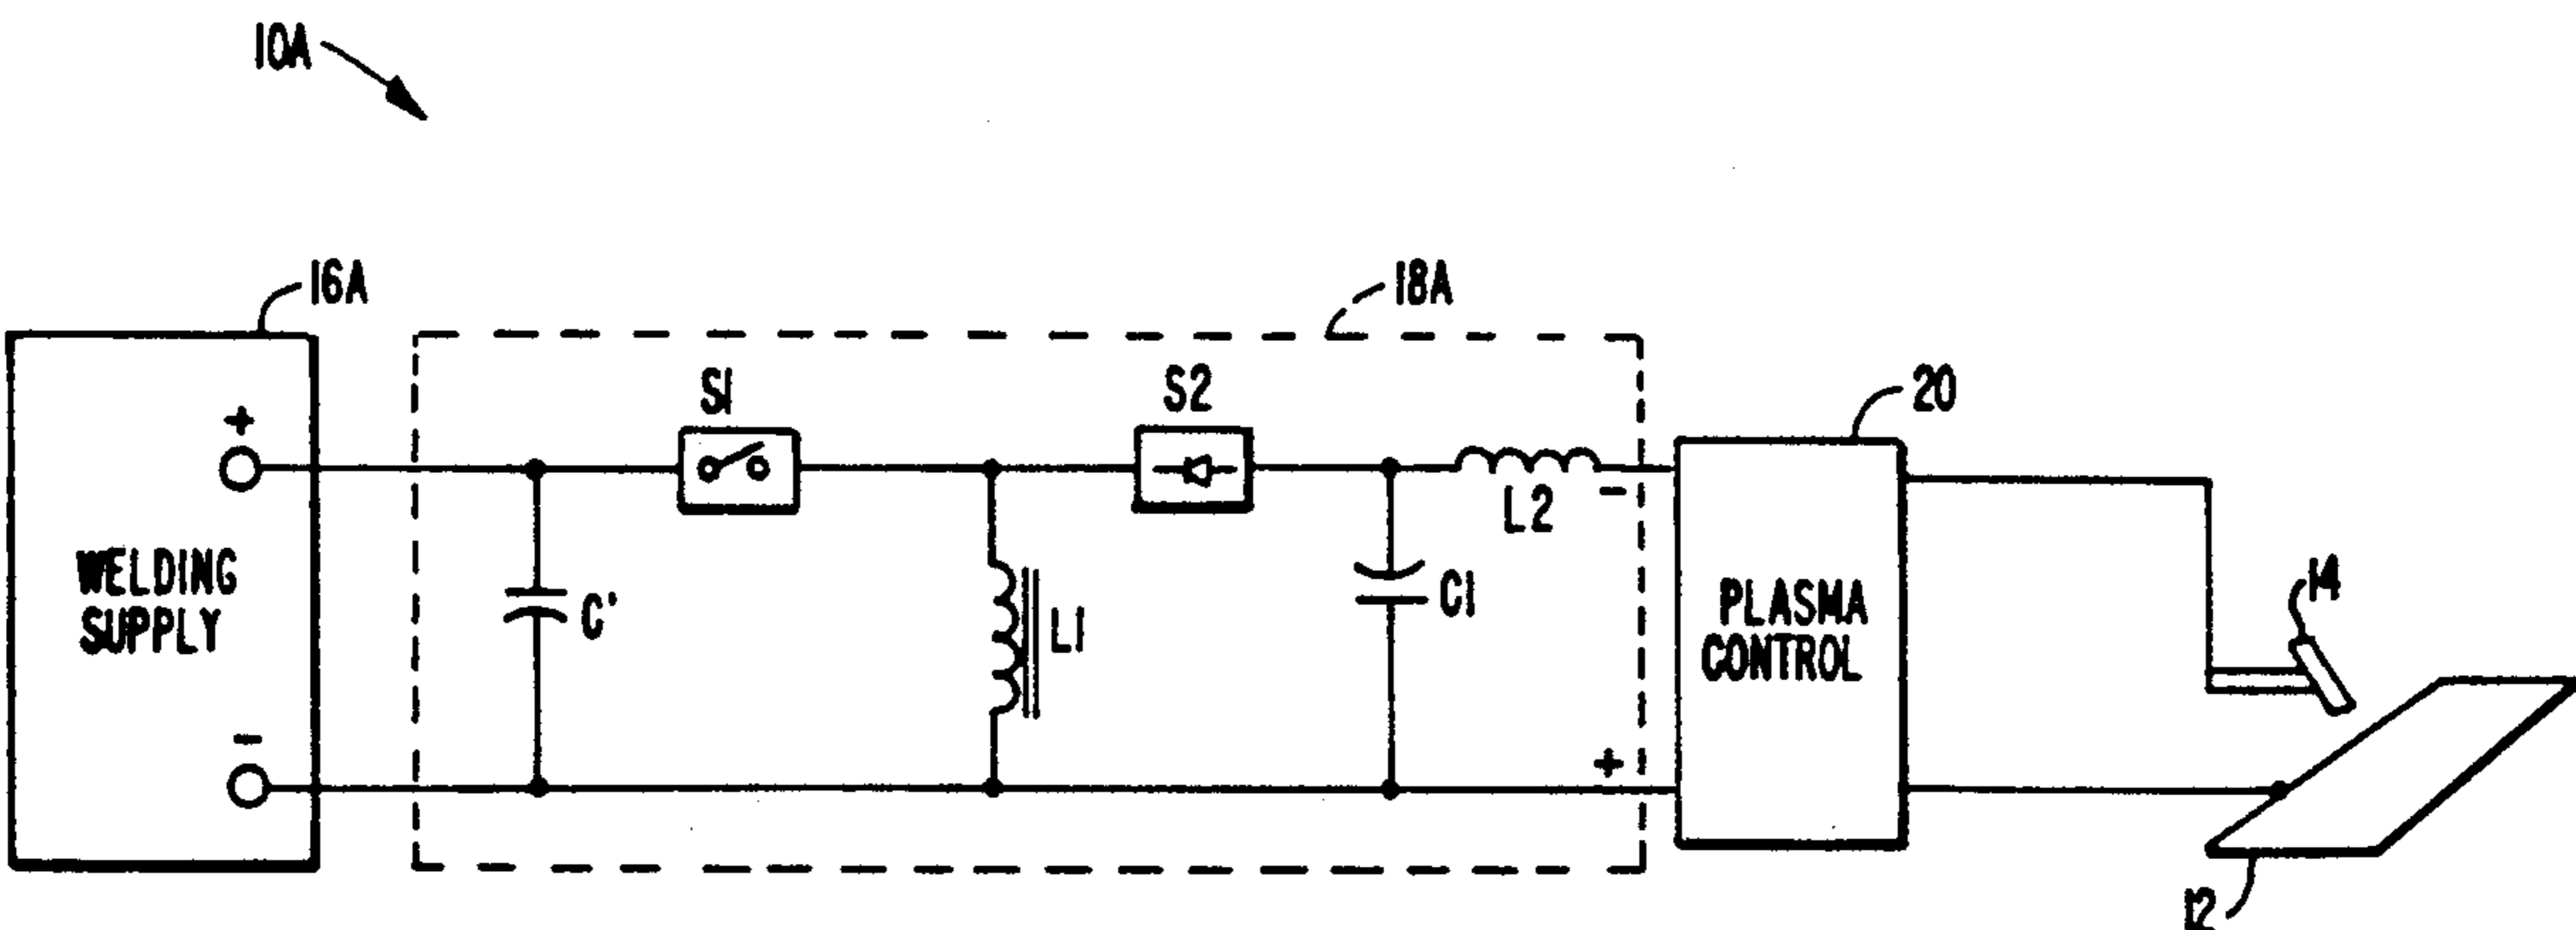 10A
16A
18A
S1
S2
20
+
-
L2
WELDING
SUPPLY
C'
L1
C1
PLASMA
CONTROL
14
-
+
12